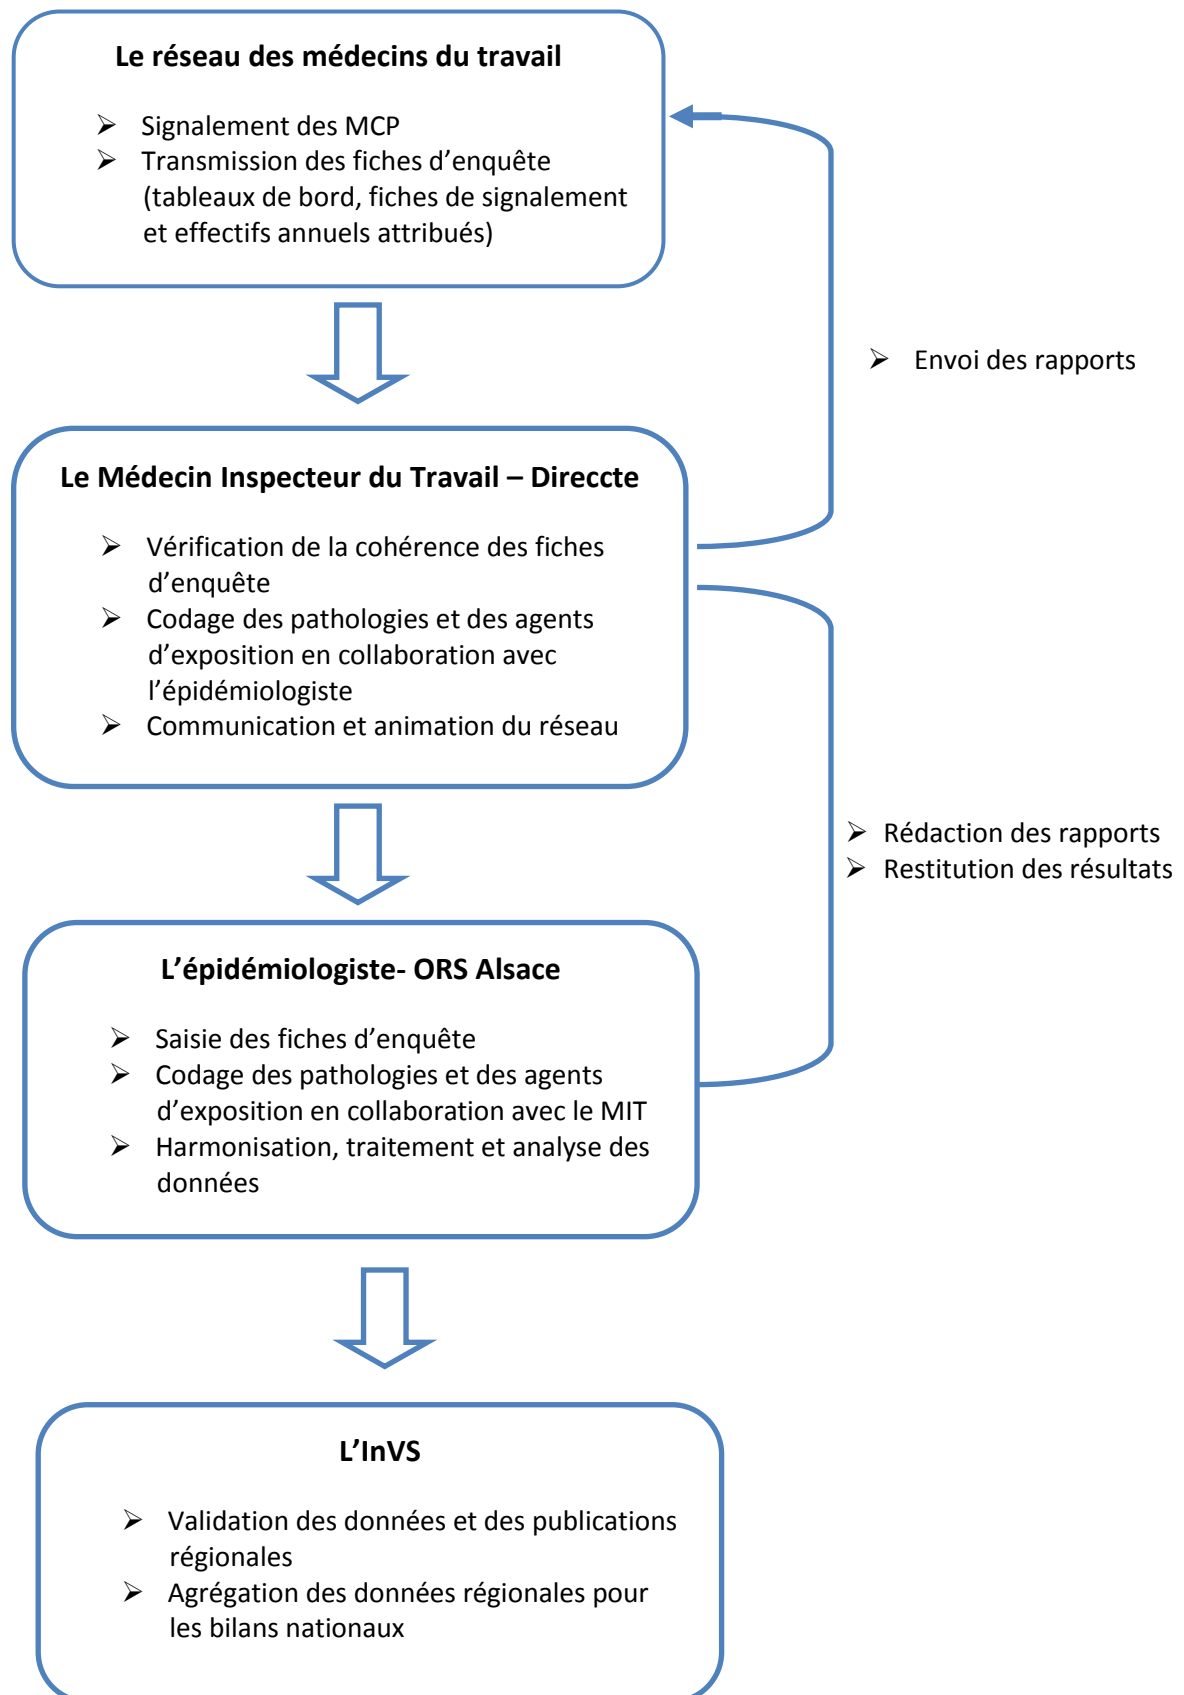 Le réseau des médecins du travail
➢ Signalement des MCP
➢ Transmission des fiches d’enquête
(tableaux de bord, fiches de signalement
et effectifs annuels attribués)
➢ Envoi des rapports
Le Médecin Inspecteur du Travail – Direccte
➢ Vérification de la cohérence des fiches
d’enquête
➢ Codage des pathologies et des agents
d’exposition en collaboration avec
l’épidémiologiste
➢ Communication et animation du réseau
➢ Rédaction des rapports
➢ Restitution des résultats
L’épidémiologiste- ORS Alsace
➢ Saisie des fiches d’enquête
➢ Codage des pathologies et des agents
d’exposition en collaboration avec le MIT
➢ Harmonisation, traitement et analyse des
données
L’InVS
➢ Validation des données et des publications
régionales
➢ Agrégation des données régionales pour
les bilans nationaux